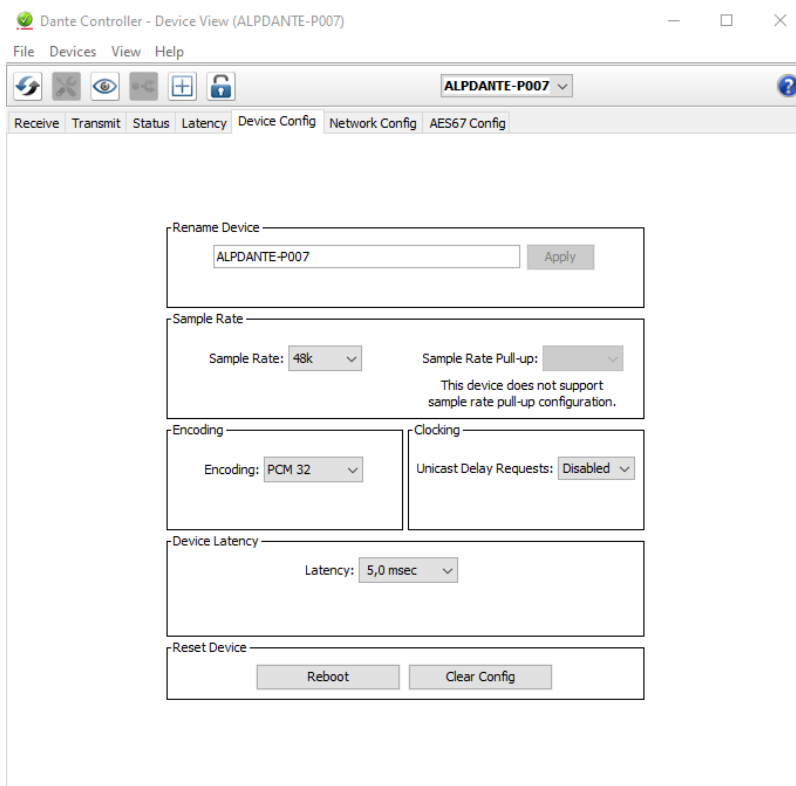 Dante Controller - Device View (ALPDANTE-P007)
File Devices View Help
ALPDANTE-P007
?
Receive Transmit Status Latency Device Config Network Config AES67 Config
Rename Device
ALPDANTE-P007 Apply
Sample Rate
Sample Rate: 48k Sample Rate Pull-up:
This device does not support
sample rate pull-up configuration.
Encoding Clocking
Encoding: PCM 32 Unicast Delay Requests: Disabled
Device Latency
Latency: 5,0 msec
Reset Device
Reboot Clear Config